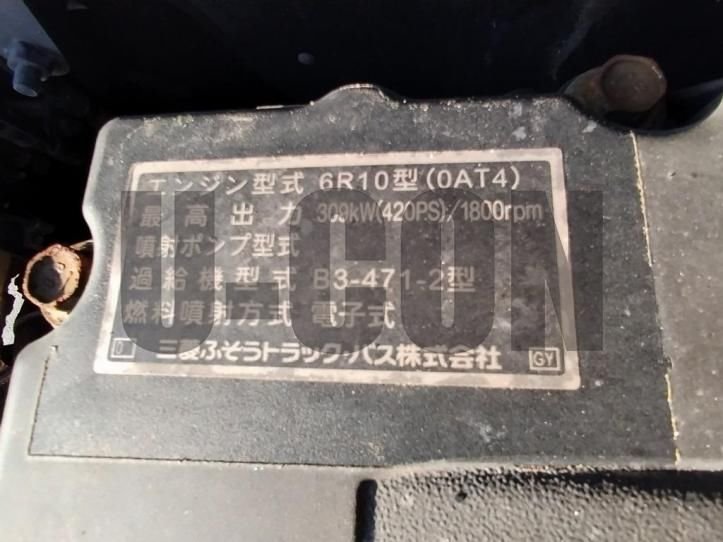 エンジン型式 6R10型(0AT4)
最高出力 309kW(420PS)/1800rpm
噴射ポンプ型式
過給機型式 B3-471-2型
燃料噴射方式 電子式
0 三菱ふそうトラック・バス株式会社 GY
U-CON